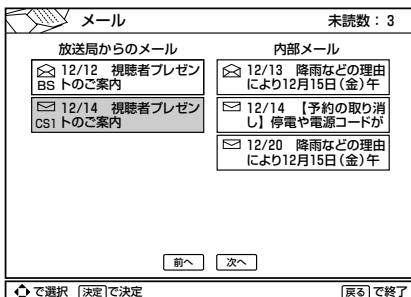 メール 未読数：3
放送局からのメール
12/12 視聴者プレゼン
BS トのご案内
12/14 視聴者プレゼン
CS1 トのご案内
内部メール
12/13 降雨などの理由
により12月15日(金)午
12/14 【予約の取り消
し】停電や電源コードが
12/20 降雨などの理由
により12月15日(金)午
前へ 次へ
で選択 決定で決定 戻るで終了